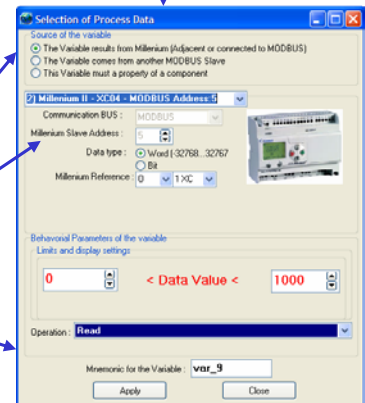 Selection of Process Data
Source of the variable
The Variable results from Millenium (Adjacent or connected to MODBUS)
The Variable comes from another MODBUS Slave
This Variable must a property of a component
2) Millenium II - XC04 - MODBUS Address:5
Communication BUS : MODBUS
Millenium Slave Address : 5
Data type : Word (-32768...32767
Bit
Millenium Reference : 0 1XC
Behavorial Parameters of the variable
Limits and display settings
0 < Data Value < 1000
Operation : Read
Mnemonic for the Variable : var_9
Apply Close